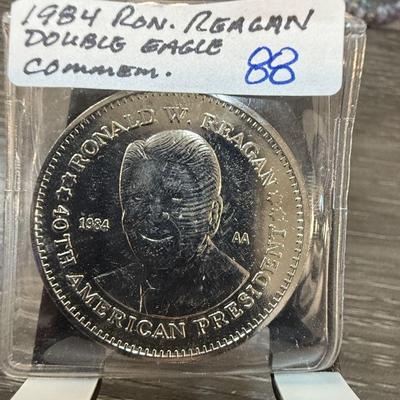 1984 RON. REAGAN
DOUBLE EAGLE
COMMEM.
88
RONALD W. REAGAN
1984
AA
40TH AMERICAN PRESIDENT